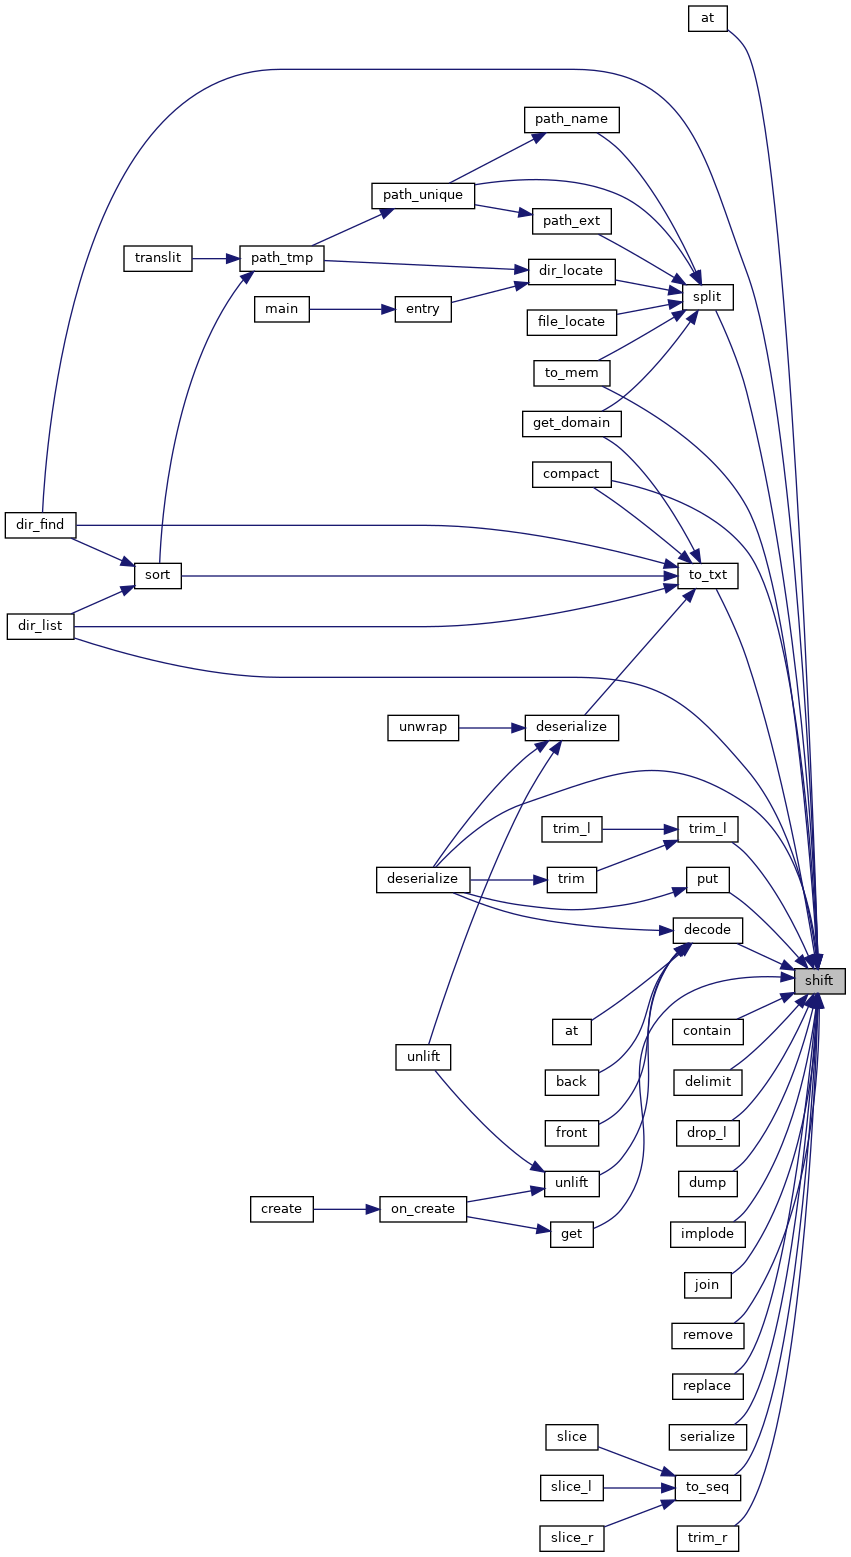 at
path_name
path_unique
path_ext
translit
path_tmp
dir_locate
split
main
entry
file_locate
to_mem
get_domain
compact
dir_find
sort
to_txt
dir_list
unwrap
deserialize
trim_l
trim_l
deserialize
trim
put
decode
shift
at
contain
unlift
back
delimit
front
drop_l
unlift
dump
create
on_create
get
implode
join
remove
replace
slice
serialize
slice_l
to_seq
slice_r
trim_r